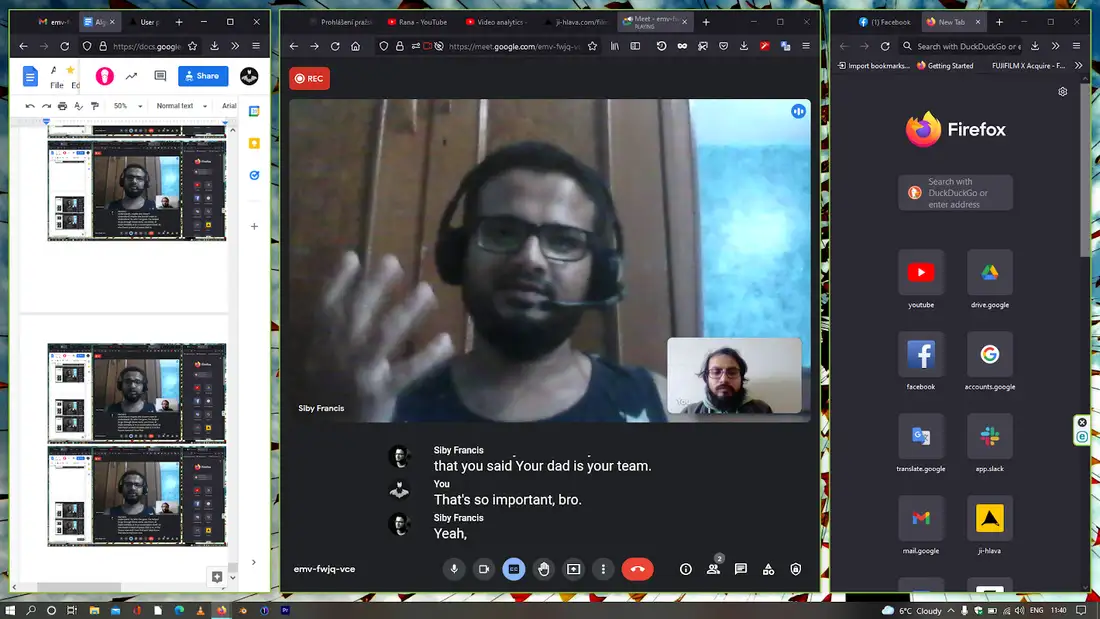 emv-f
Alg
User p
https://docs.google.
A
File
Ed
Share
50%
Normal text
Arial
Prohlášení praž
Rana - YouTube
Video analytics -
ji-hlava.com/film
Meet – emv-f
PLAYING
https://meet.google.com/emv-fwjq-vc
REC
Siby Francis
Siby Francis
that you said Your dad is your team.
You
That's so important, bro.
Siby Francis
Yeah,
emv-fwjq-vce
2
(1) Facebook
New Tab
Search with DuckDuckGo or e
Import bookmarks...
Getting Started
FUJIFILM X Acquire - F...
Firefox
Search with
DuckDuckGo or
enter address
youtube
drive.google
facebook
accounts.google
translate.google
app.slack
mail.google
ji-hlava
6°C Cloudy
ENG
11:40